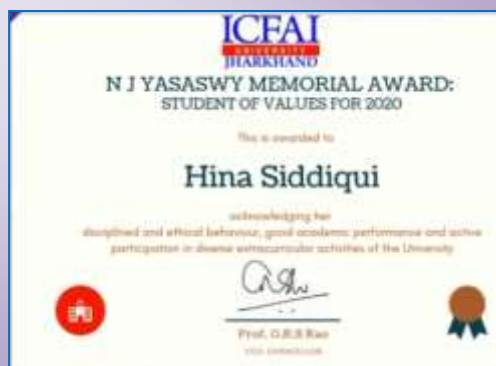 ICFAI
UNIVERSITY
JHARKHAND
N J YASASWY MEMORIAL AWARD:
STUDENT OF VALUES FOR 2020
This is awarded to
Hina Siddiqui
acknowledging her
disciplined and ethical behaviour, good academic performance and active
participation in diverse extracurricular activities of the University
Prof. O.R.S Rao
VICE CHANCELLOR